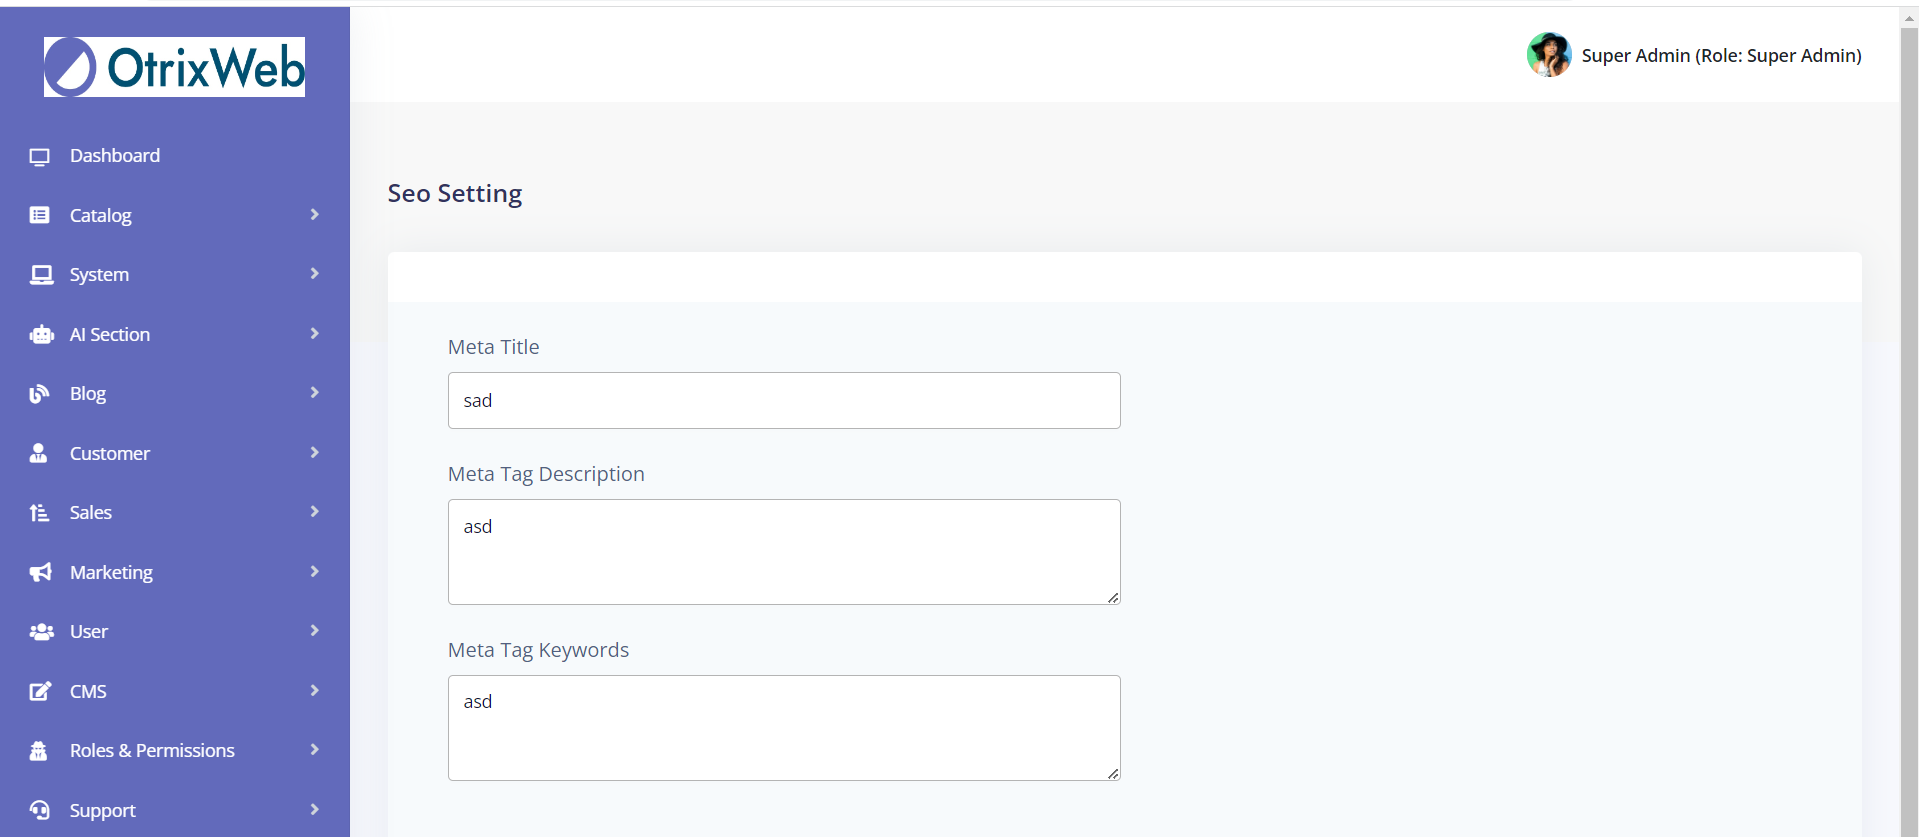 OtrixWeb
Super Admin (Role: Super Admin)
Dashboard
Catalog
System
AI Section
Blog
Customer
Sales
Marketing
User
CMS
Roles & Permissions
Support
Seo Setting
Meta Title
sad
Meta Tag Description
asd
Meta Tag Keywords
asd